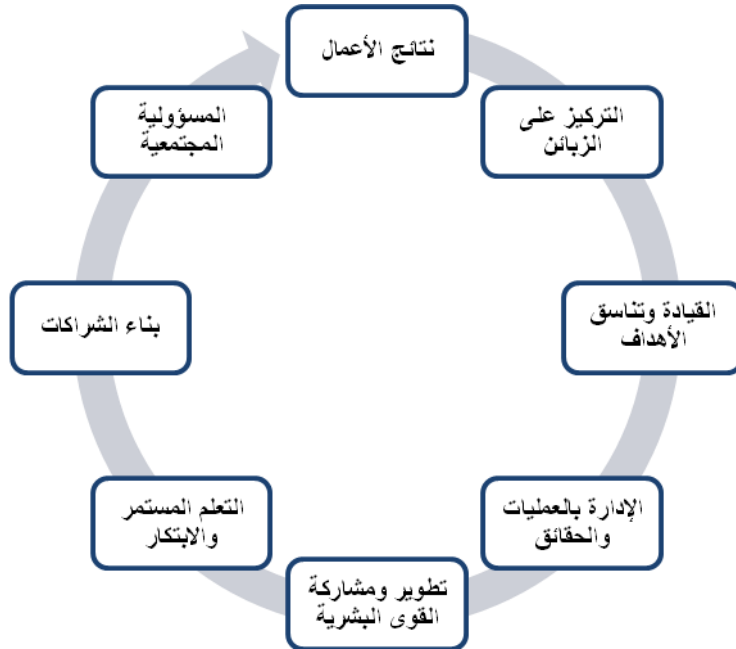 نتائج الأعمال
التركيز على
الزبائن
القيادة وتناسق
الأهداف
الإدارة بالعمليات
والحقائق
تطوير ومشاركة
القوى البشرية
التعلم المستمر
والابتكار
بناء الشراكات
المسؤولية
المجتمعية